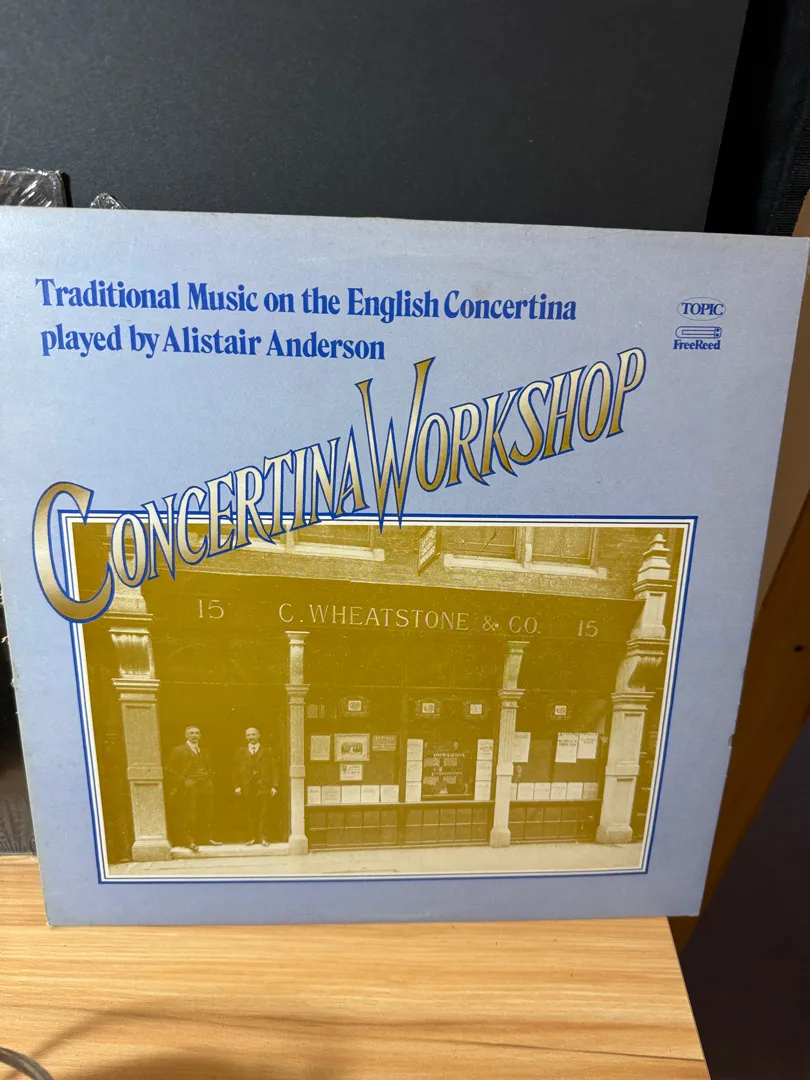 Traditional Music on the English Concertina
played by Alistair Anderson
TOPIC
FreeReed
CONCERTINA WORKSHOP
15 C. WHEATSTONE & CO. 15